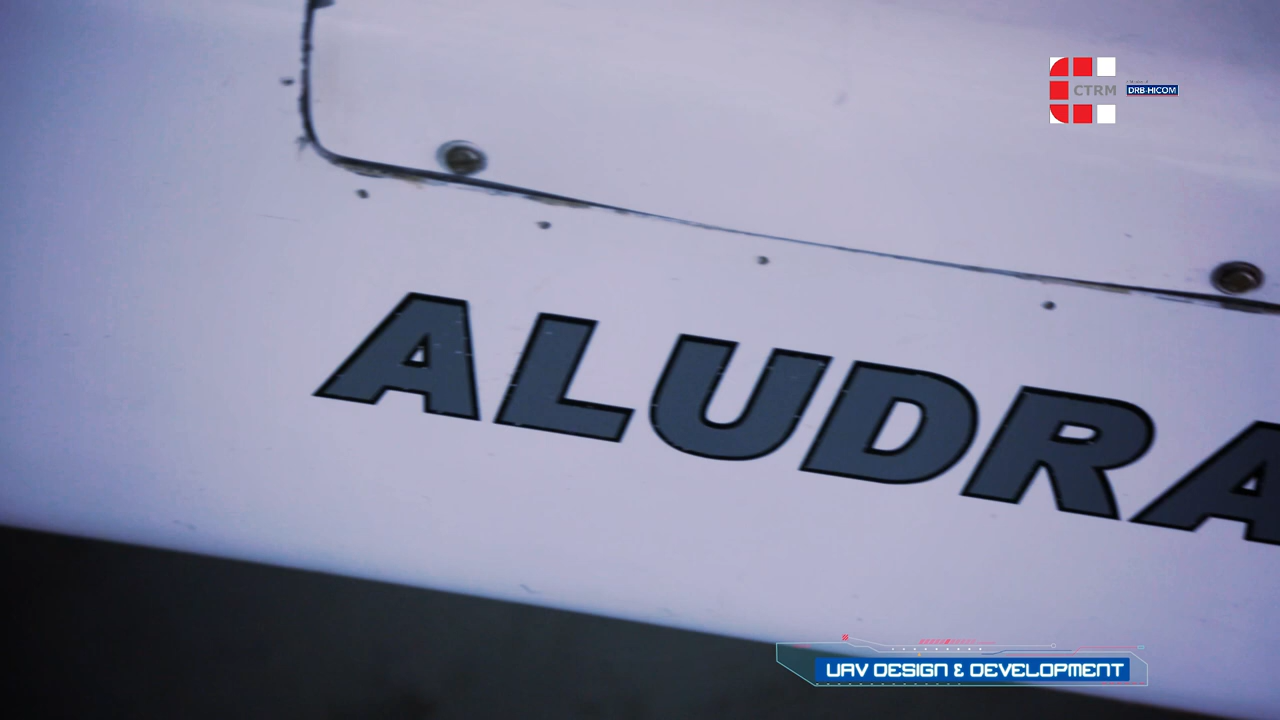 CTRM
DRB-HICOM
ALUDRA
UAV DESIGN & DEVELOPMENT